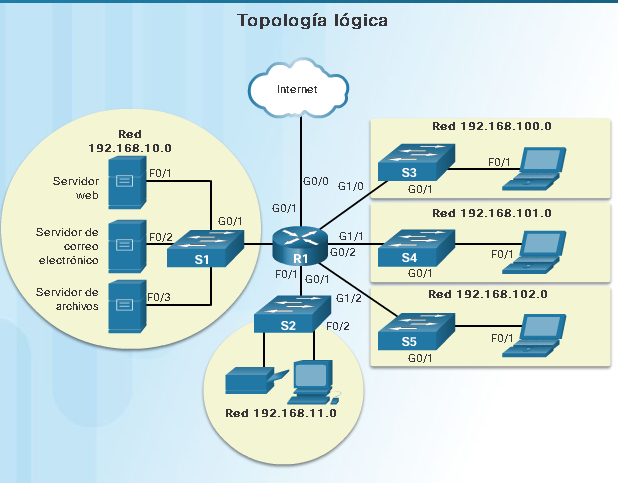 Topología lógica
Internet
Red
192.168.10.0
Servidor
web
F0/1
Servidor de
correo
electrónico
F0/2
Servidor de
archivos
F0/3
G0/1
S1
G0/0
G0/1
G1/0
G1/1
G0/2
R1
F0/1
G0/1
G1/2
S2
F0/2
Red 192.168.11.0
Red 192.168.100.0
S3
G0/1
F0/1
Red 192.168.101.0
S4
G0/1
F0/1
Red 192.168.102.0
S5
G0/1
F0/1